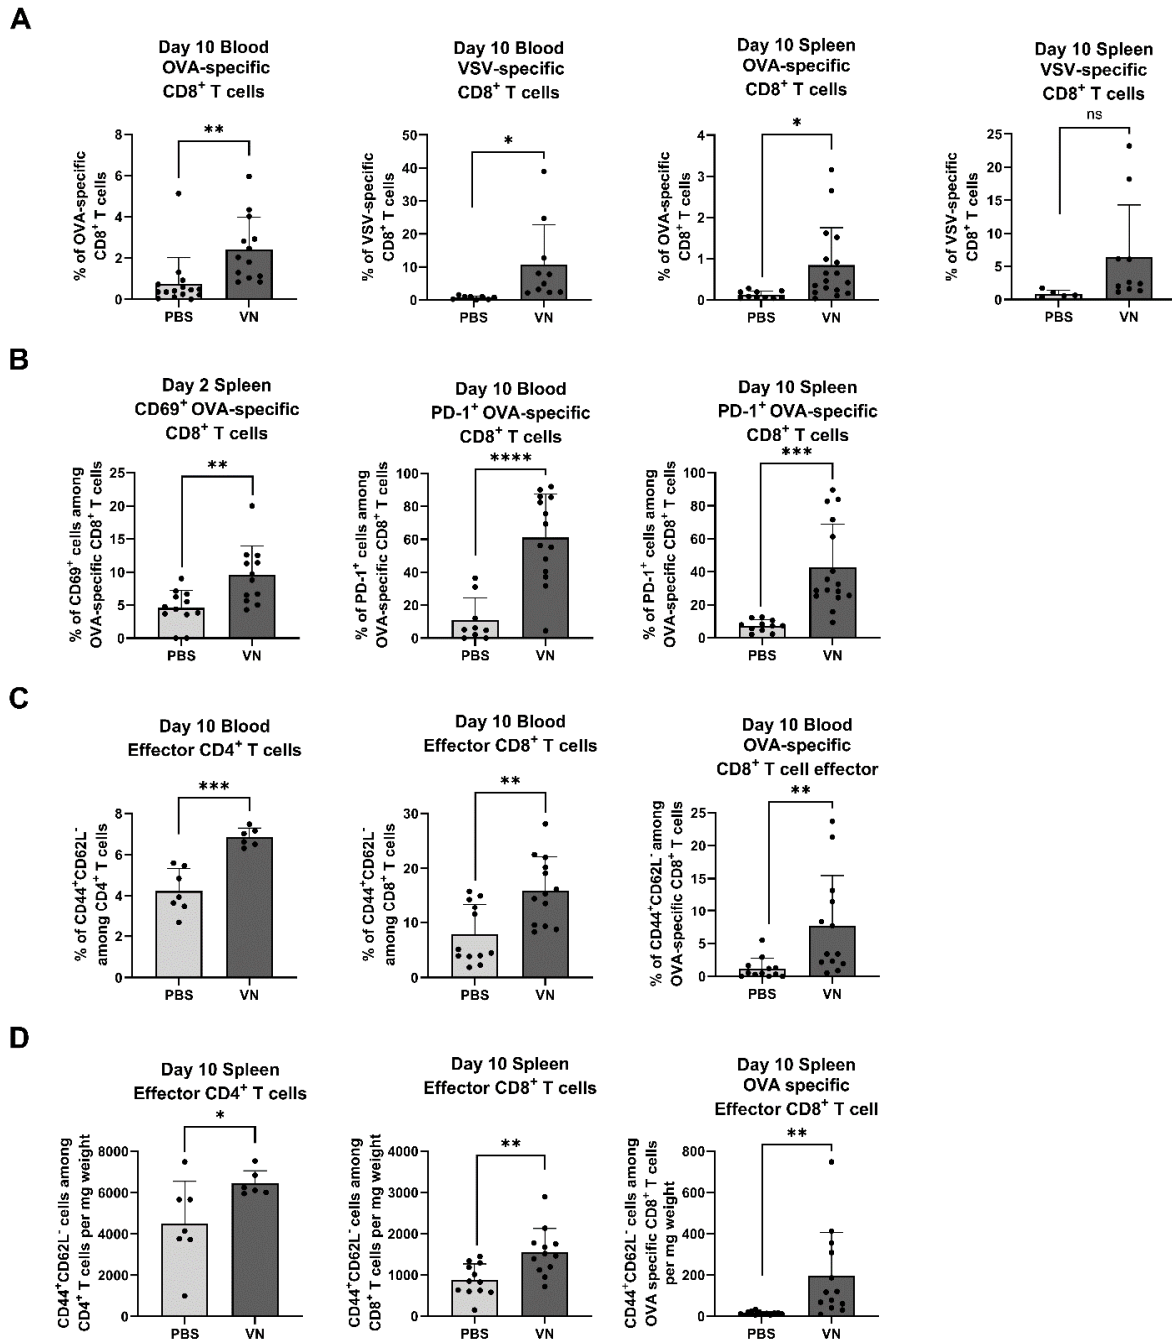 A
Day 10 Blood
OVA-specific
CD8+ T cells
% of OVA-specific
CD8+ T cells
8
6
4
2
0
**
PBS
VN
Day 10 Blood
VSV-specific
CD8+ T cells
% of VSV-specific
CD8+ T cells
50
40
30
20
10
0
*
PBS
VN
Day 10 Spleen
OVA-specific
CD8+ T cells
% of OVA-specific
CD8+ T cells
4
3
2
1
0
*
PBS
VN
Day 10 Spleen
VSV-specific
CD8+ T cells
% of VSV-specific
CD8+ T cells
25
20
15
10
5
0
ns
PBS
VN
B
Day 2 Spleen
CD69+ OVA-specific
CD8+ T cells
% of CD69+ cells among
OVA-specific CD8+ T cells
25
20
15
10
5
0
**
PBS
VN
Day 10 Blood
PD-1+ OVA-specific
CD8+ T cells
% of PD-1+ cells among
OVA-specific CD8+ T cells
100
80
60
40
20
0
****
PBS
VN
Day 10 Spleen
PD-1+ OVA-specific
CD8+ T cells
% of PD-1+ cells among
OVA-specific CD8+ T cells
100
80
60
40
20
0
***
PBS
VN
C
Day 10 Blood
Effector CD4+ T cells
% of CD44+CD62L-
among CD4+ T cells
8
6
4
2
0
***
PBS
VN
Day 10 Blood
Effector CD8+ T cells
% of CD44+CD62L-
among CD8+ T cells
30
20
10
0
**
PBS
VN
Day 10 Blood
OVA-specific
CD8+ T cell effector
% of CD44+CD62L- among
OVA-specific CD8+ T cells
25
20
15
10
5
0
**
PBS
VN
D
Day 10 Spleen
Effector CD4+ T cells
CD44+CD62L- cells among
CD4+ T cells per mg weight
8000
6000
4000
2000
0
*
PBS
VN
Day 10 Spleen
Effector CD8+ T cells
CD44+CD62L- cells among
CD8+ T cells per mg weight
4000
3000
2000
1000
0
**
PBS
VN
Day 10 Spleen
OVA specific
Effector CD8+ T cell
CD44+CD62L- cells among
OVA specific CD8+ T cells
per mg weight
800
600
400
200
0
**
PBS
VN